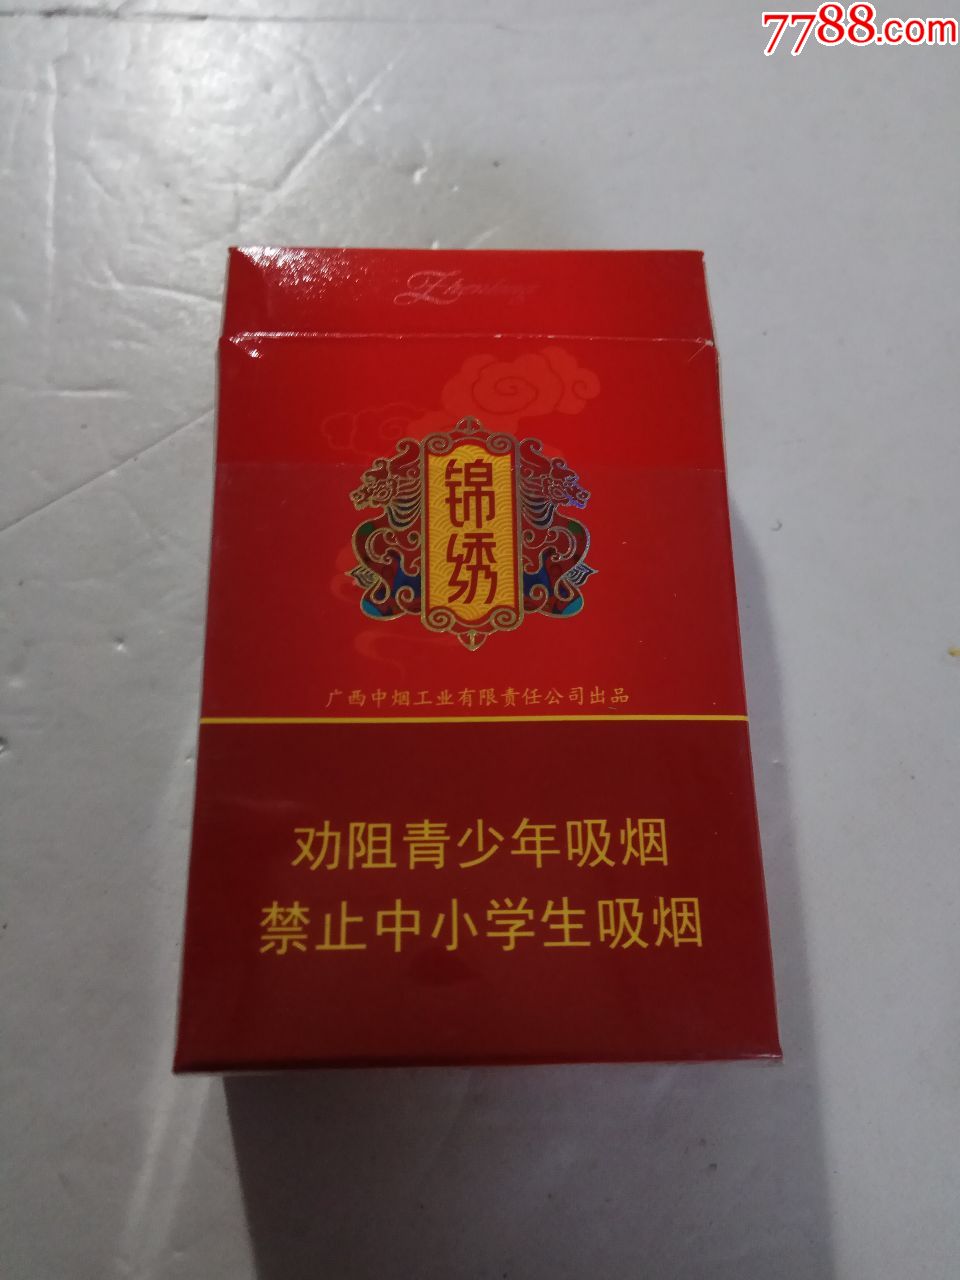 7788.com
Zhenlong
锦绣
广西中烟工业有限责任公司出品
劝阻青少年吸烟
禁止中小学生吸烟